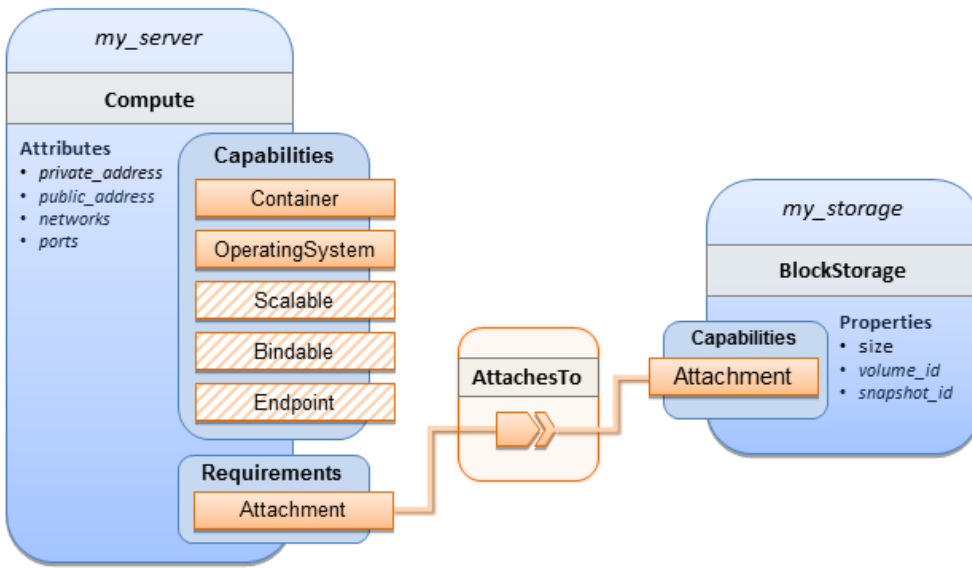 my_server
Compute
Attributes
• private_address
• public_address
• networks
• ports
Capabilities
Container
OperatingSystem
Scalable
Bindable
Endpoint
Requirements
Attachment
AttachesTo
my_storage
BlockStorage
Capabilities
Attachment
Properties
• size
• volume_id
• snapshot_id